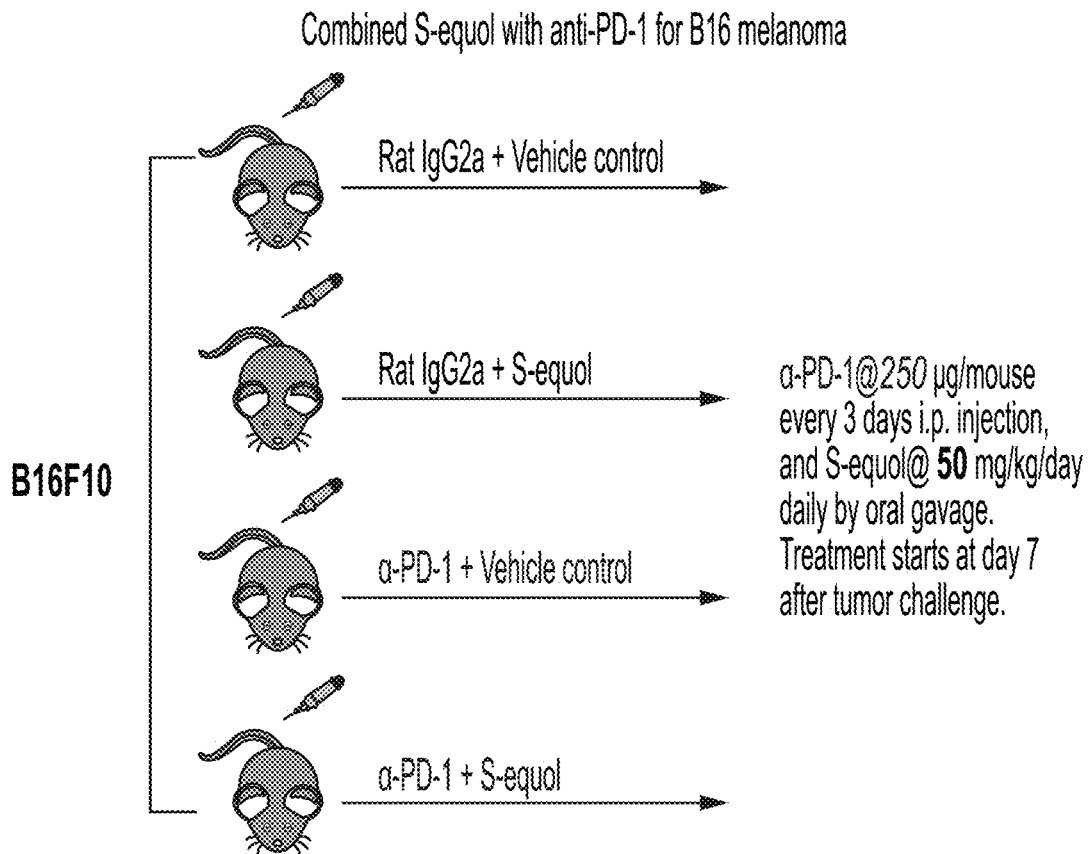 Combined S-equol with anti-PD-1 for B16 melanoma
Rat IgG2a + Vehicle control
Rat IgG2a + S-equol
B16F10
α-PD-1 + Vehicle control
α-PD-1 + S-equol
α-PD-1@250 µg/mouse
every 3 days i.p. injection,
and S-equol@ 50 mg/kg/day
daily by oral gavage.
Treatment starts at day 7
after tumor challenge.